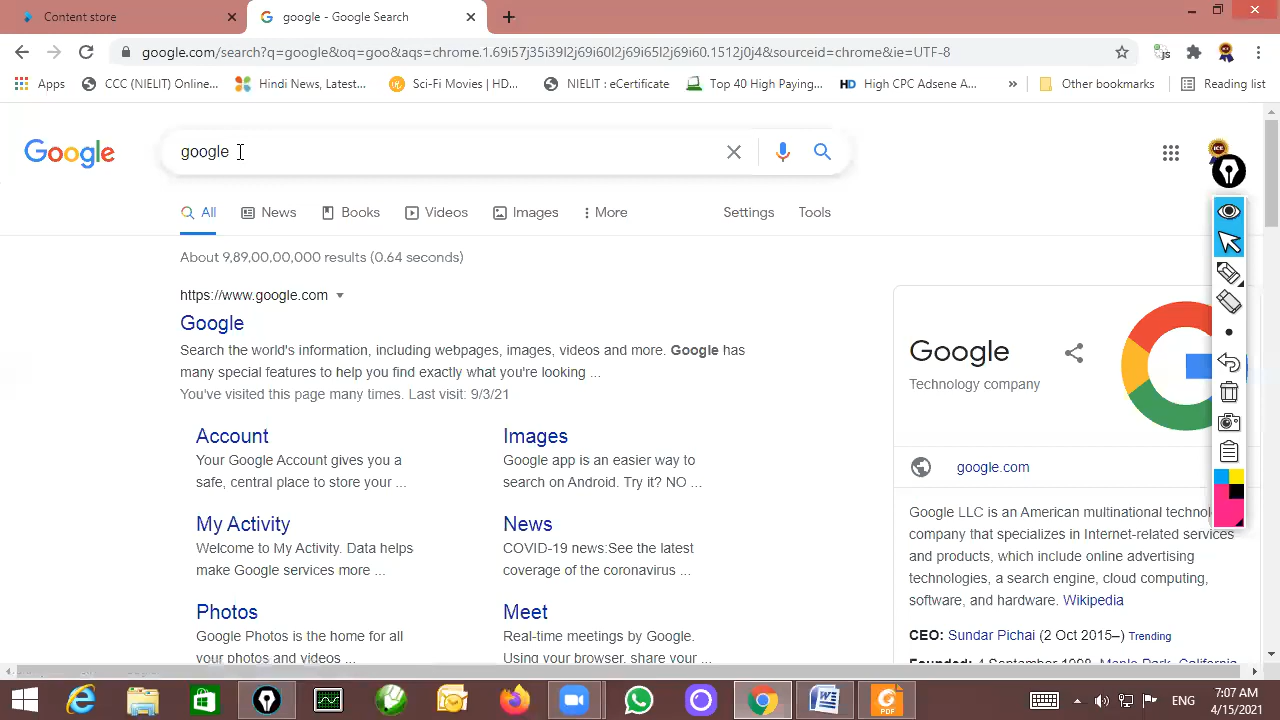 Content store
google - Google Search
google.com/search?q=google&oq=goo&aqs=chrome.1.69i57j35i39l2j69i60l2j69i65l2j69i60.1512j0j4&sourceid=chrome&ie=UTF-8
JS
Apps
CCC (NIELIT) Online...
Hindi News, Latest...
Sci-Fi Movies | HD...
NIELIT : eCertificate
Top 40 High Paying...
HD High CPC Adsene A...
»
Other bookmarks
Reading list
Google
google
All
News
Books
Videos
Images
More
Settings
Tools
About 9,89,00,00,000 results (0.64 seconds)
https://www.google.com
Google
Search the world's information, including webpages, images, videos and more. Google has
many special features to help you find exactly what you're looking ...
You've visited this page many times. Last visit: 9/3/21
Account
Your Google Account gives you a
safe, central place to store your ...
Images
Google app is an easier way to
search on Android. Try it? NO ...
My Activity
Welcome to My Activity. Data helps
make Google services more ...
News
COVID-19 news:See the latest
coverage of the coronavirus ...
Photos
Google Photos is the home for all
your photos and videos ...
Meet
Real-time meetings by Google.
Using your browser, share your ...
Google
Technology company
google.com
Google LLC is an American multinational technol
company that specializes in Internet-related services
and products, which include online advertising
technologies, a search engine, cloud computing,
software, and hardware. Wikipedia
CEO: Sundar Pichai (2 Oct 2015–) Trending
Founded: 4 September 1998, Menlo Park, California
PDF
ENG
7:07 AM
4/15/2021